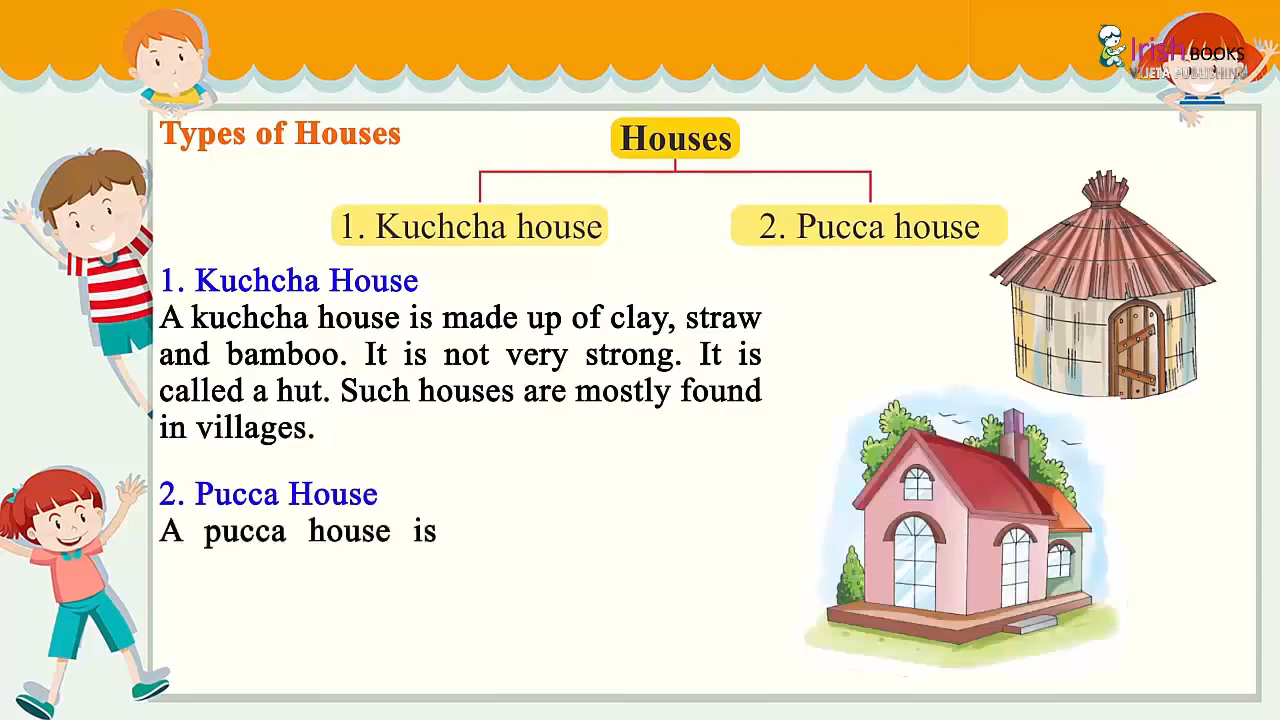 Irish BOOKS
VIJETA PUBLISHING
Types of Houses
Houses
1. Kuchcha house
2. Pucca house
1. Kuchcha House
A kuchcha house is made up of clay, straw
and bamboo. It is not very strong. It is
called a hut. Such houses are mostly found
in villages.
2. Pucca House
A pucca house is